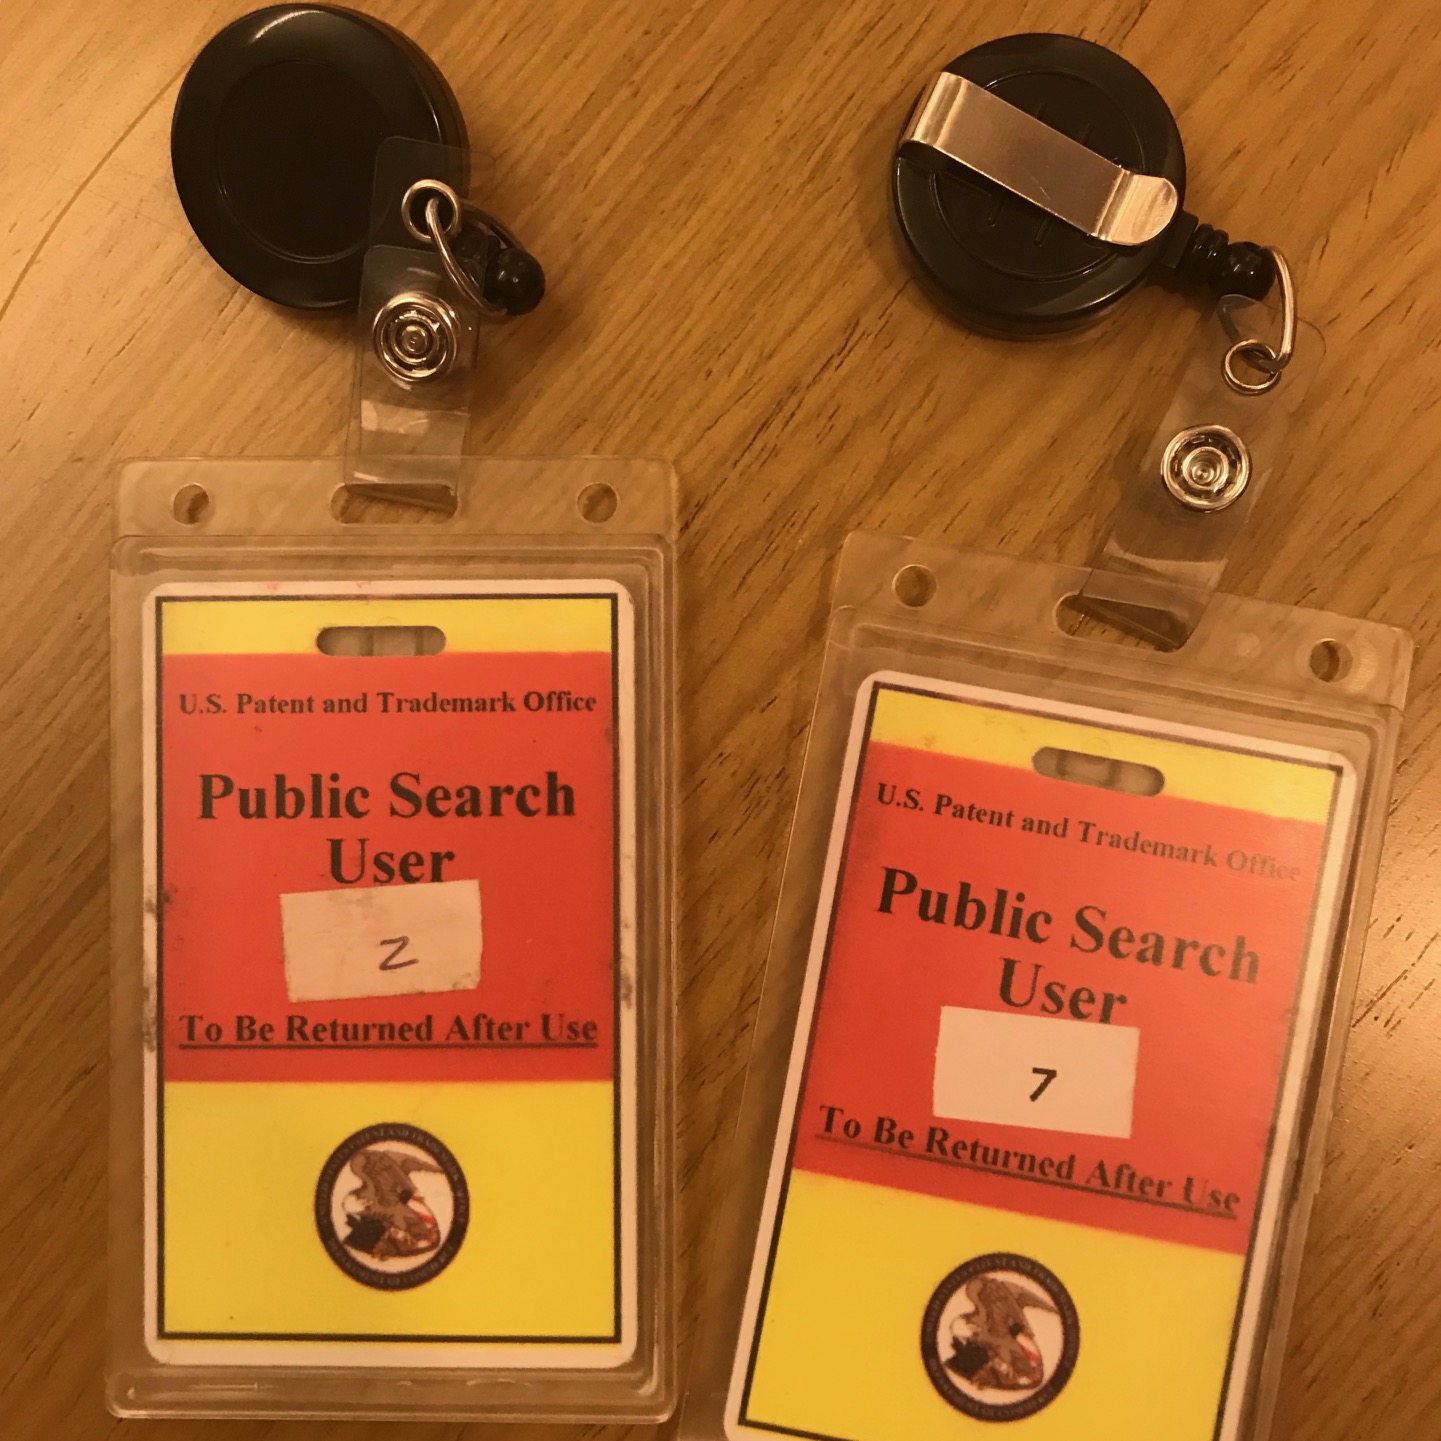 U.S. Patent and Trademark Office
Public Search
User
2
To Be Returned After Use
U.S. Patent and Trademark Office
Public Search
User
7
To Be Returned After Use